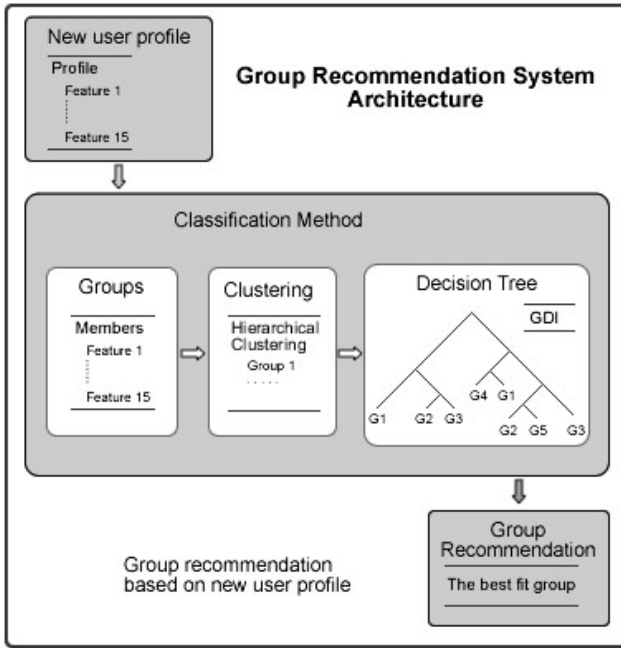 New user profile
Profile
Feature 1
Feature 15
Group Recommendation System
Architecture
Classification Method
Groups
Members
Feature 1
Feature 15
Clustering
Hierarchical
Clustering
Group 1
. . . . .
Decision Tree
GDI
G4 G1
G1 G2 G3
G2 G5 G3
Group recommendation
based on new user profile
Group
Recommendation
The best fit group